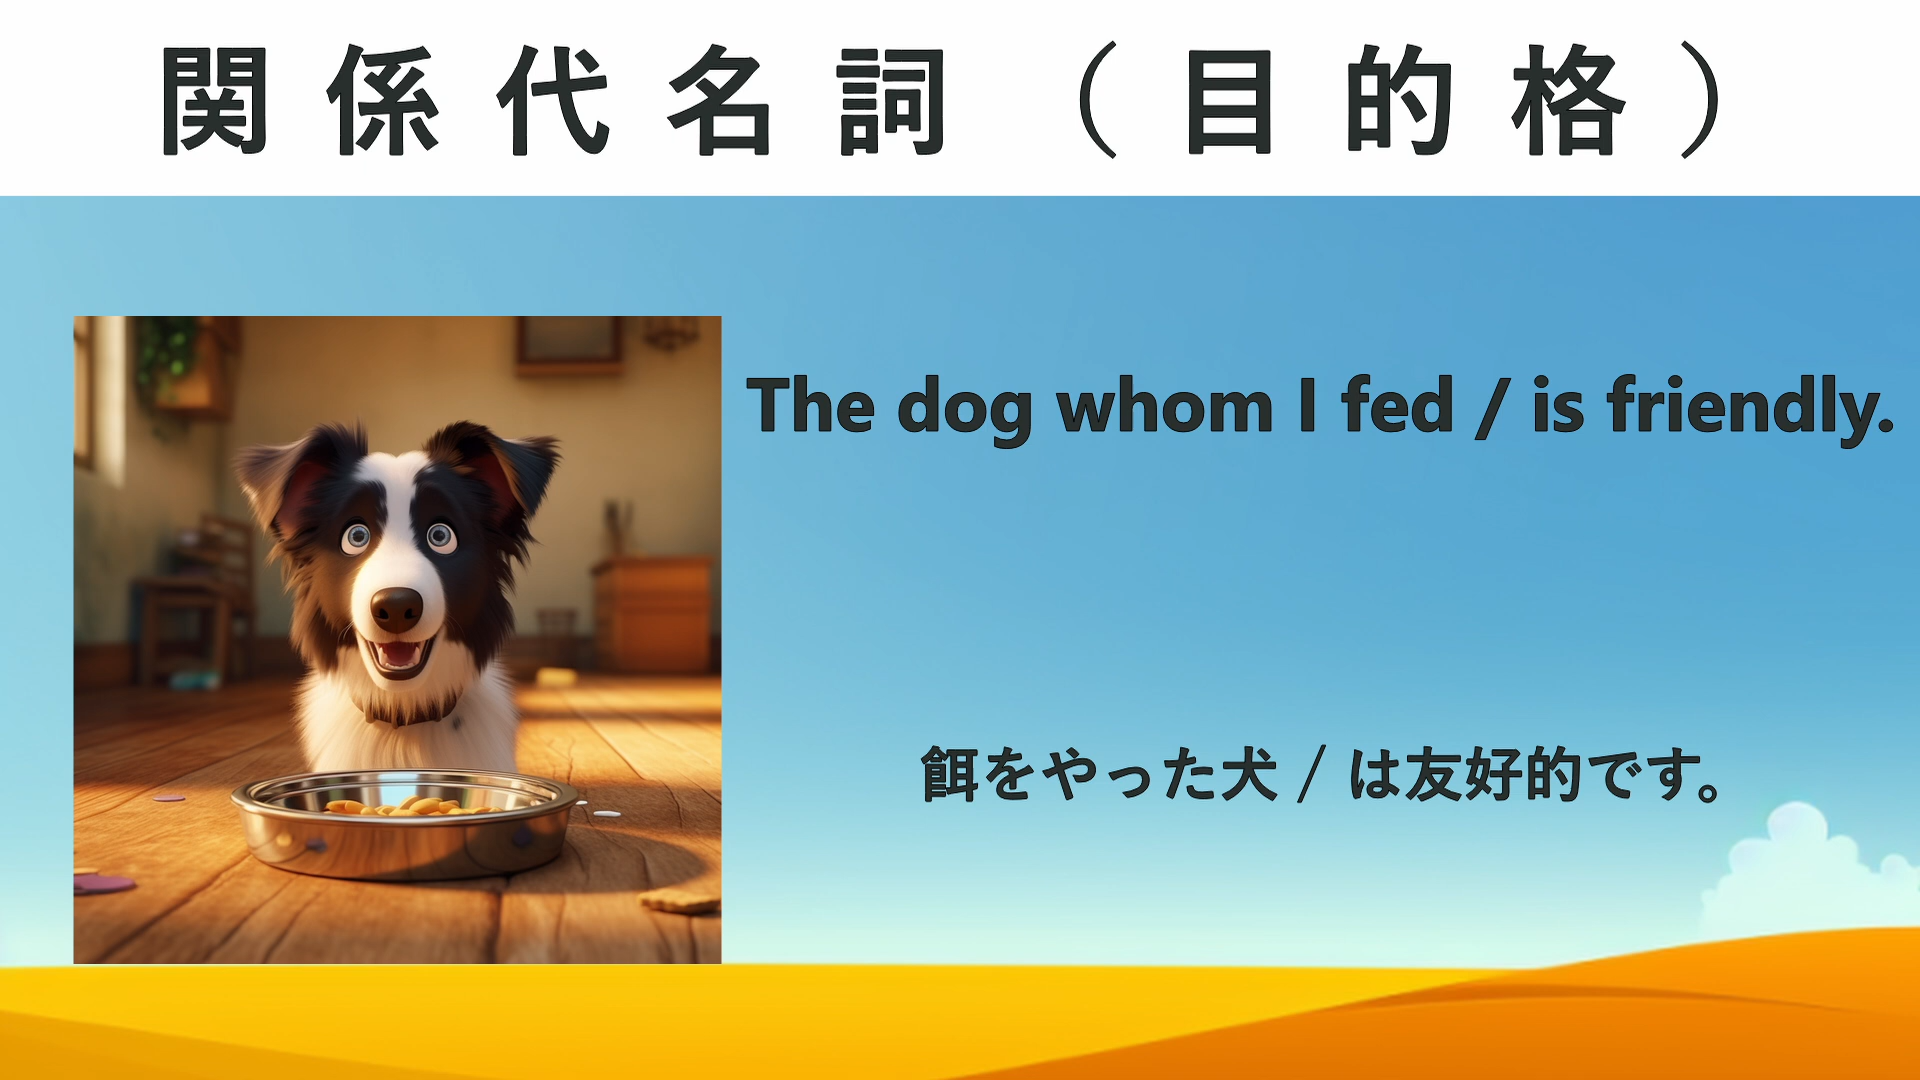 関係代名詞（目的格）
The dog whom I fed / is friendly.
餌をやった犬 / は友好的です。